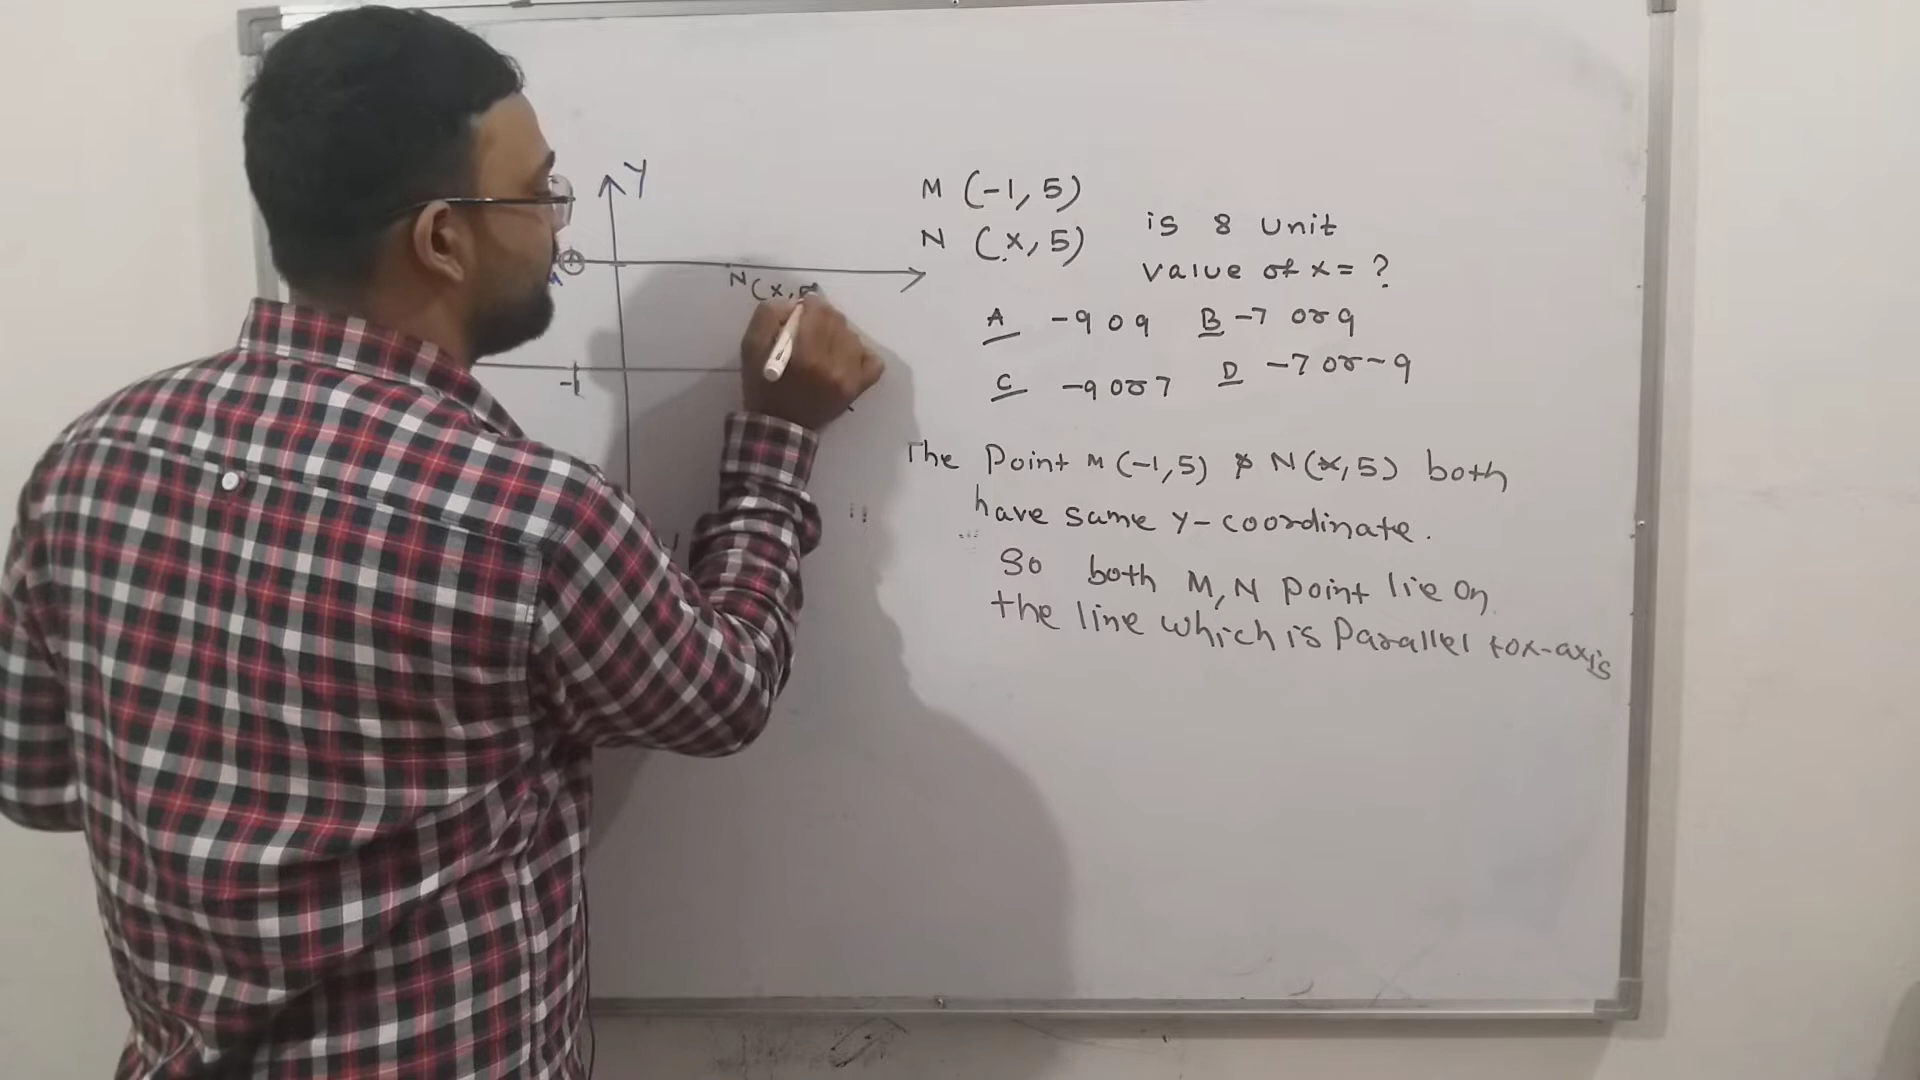 Y
M (-1, 5)
N (x, 5)
is 8 unit
value of x = ?
A -9 o 9 B -7 or 9
C -9 or 7 D -7 or -9
N (x, 5
-1
The Point M (-1, 5) & N (x, 5) both
have same Y-coordinate.
So both M, N point lie on
the line which is Parallel to x-axis